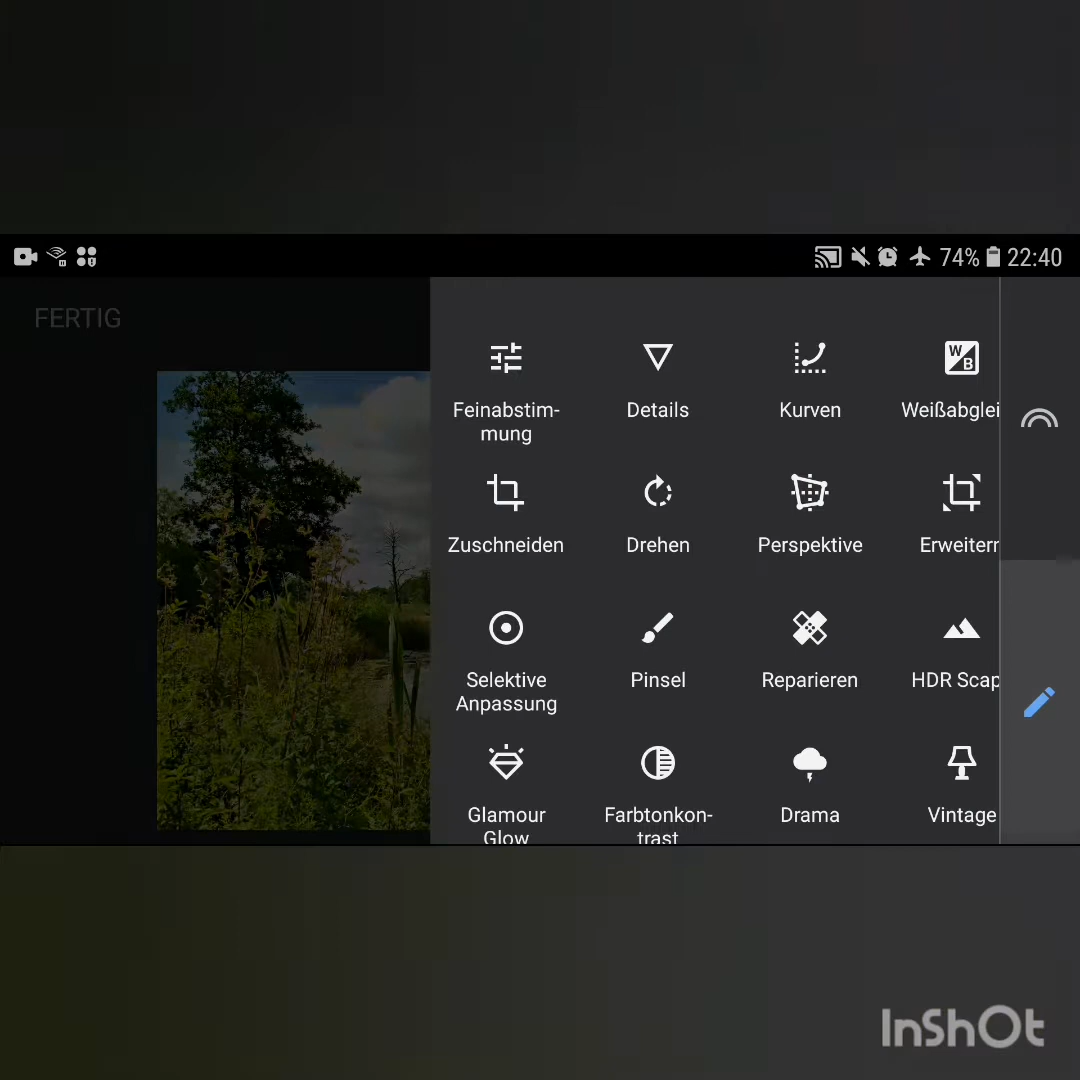 74% 22:40
FERTIG
Feinabstim-
mung
Details
Kurven
W
B
Weißabglei
Zuschneiden
Drehen
Perspektive
Erweitern
Selektive
Anpassung
Pinsel
Reparieren
HDR Scap
Glamour
Glow
Farbtonkon-
trast
Drama
Vintage
InShOt